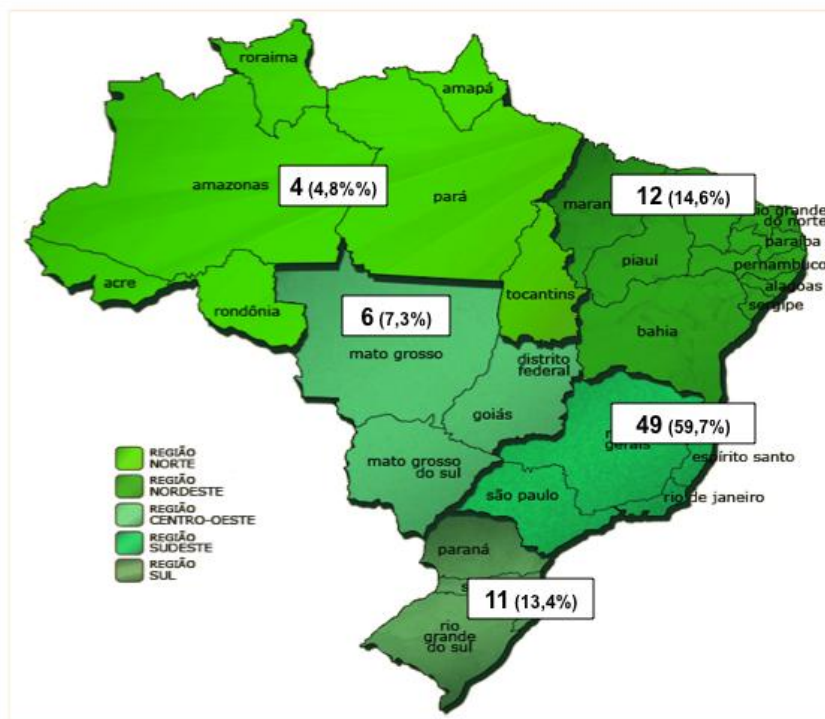 roraima
amapá
amazonas
4 (4,8%%)
pará
12 (14,6%)
maran
io grande
do norte
paraíba
piauí
pernambuco
alagoas
sergipe
acre
rondônia
tocantins
6 (7,3%)
mato grosso
bahia
distrito
federal
goiás
49 (59,7%)
gerais
espírito santo
mato grosso
do sul
são paulo
rio de janeiro
REGIÃO
NORTE
REGIÃO
NORDESTE
REGIÃO
CENTRO-OESTE
REGIÃO
SUDESTE
REGIÃO
SUL
paraná
11 (13,4%)
rio
grande
do sul